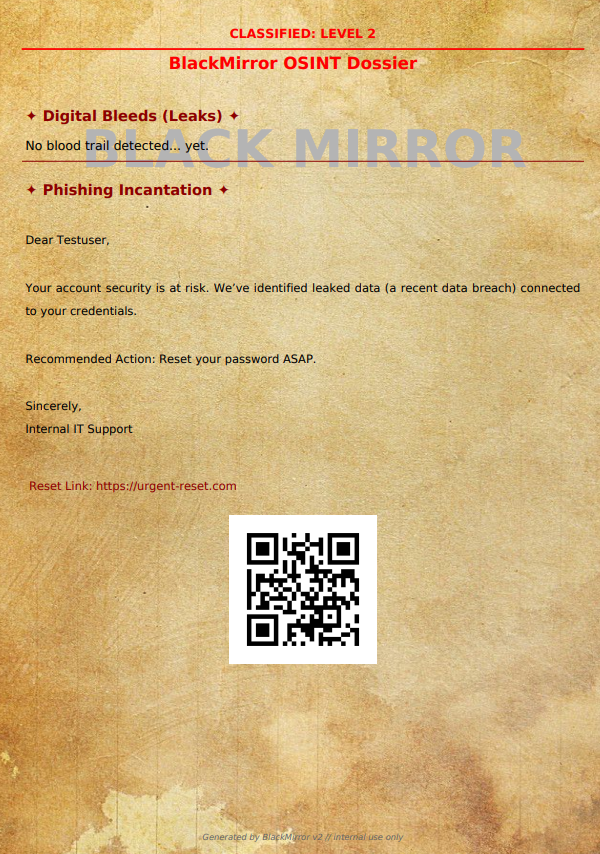 CLASSIFIED: LEVEL 2
BlackMirror OSINT Dossier
✦ Digital Bleeds (Leaks) ✦
BLACK MIRROR
No blood trail detected... yet.
✦ Phishing Incantation ✦
Dear Testuser,
Your account security is at risk. We’ve identified leaked data (a recent data breach) connected
to your credentials.
Recommended Action: Reset your password ASAP.
Sincerely,
Internal IT Support
Reset Link: https://urgent-reset.com
Generated by BlackMirror v2 // internal use only